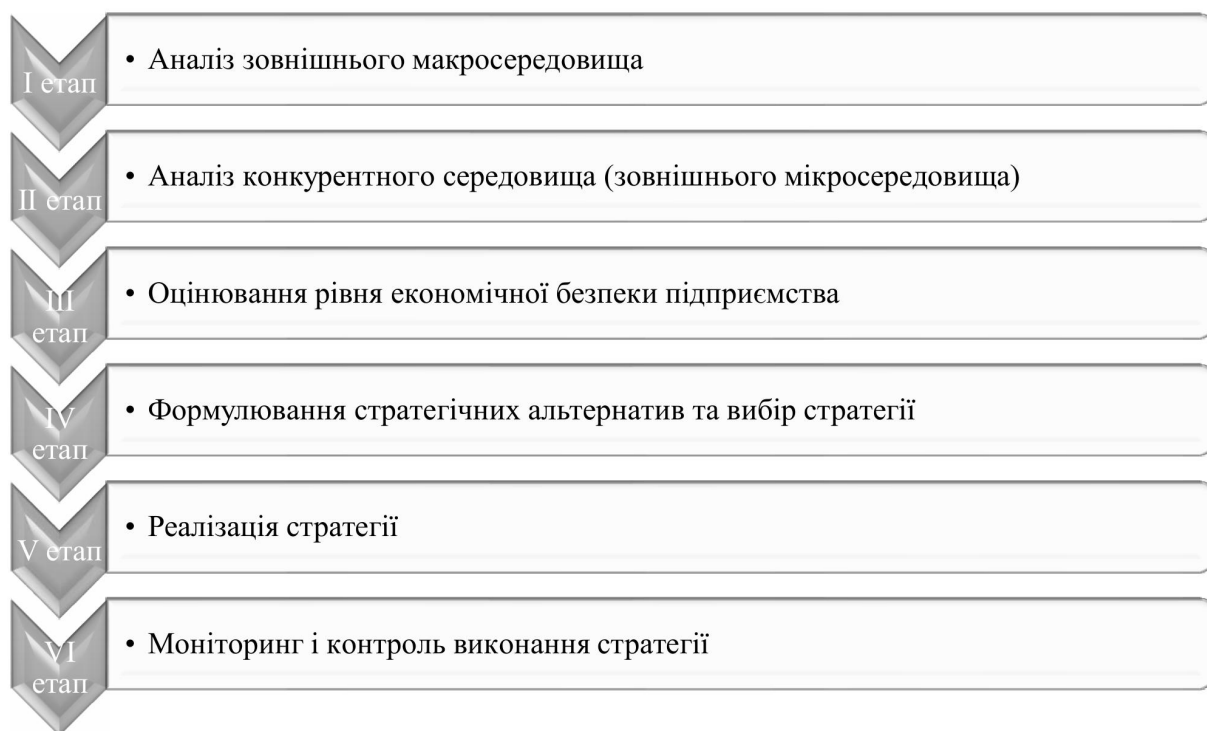 I етап
• Аналіз зовнішнього макросередовища
II етап
• Аналіз конкурентного середовища (зовнішнього мікросередовища)
III
етап
• Оцінювання рівня економічної безпеки підприємства
IV
етап
• Формулювання стратегічних альтернатив та вибір стратегії
V етап
• Реалізація стратегії
VI
етап
• Моніторинг і контроль виконання стратегії